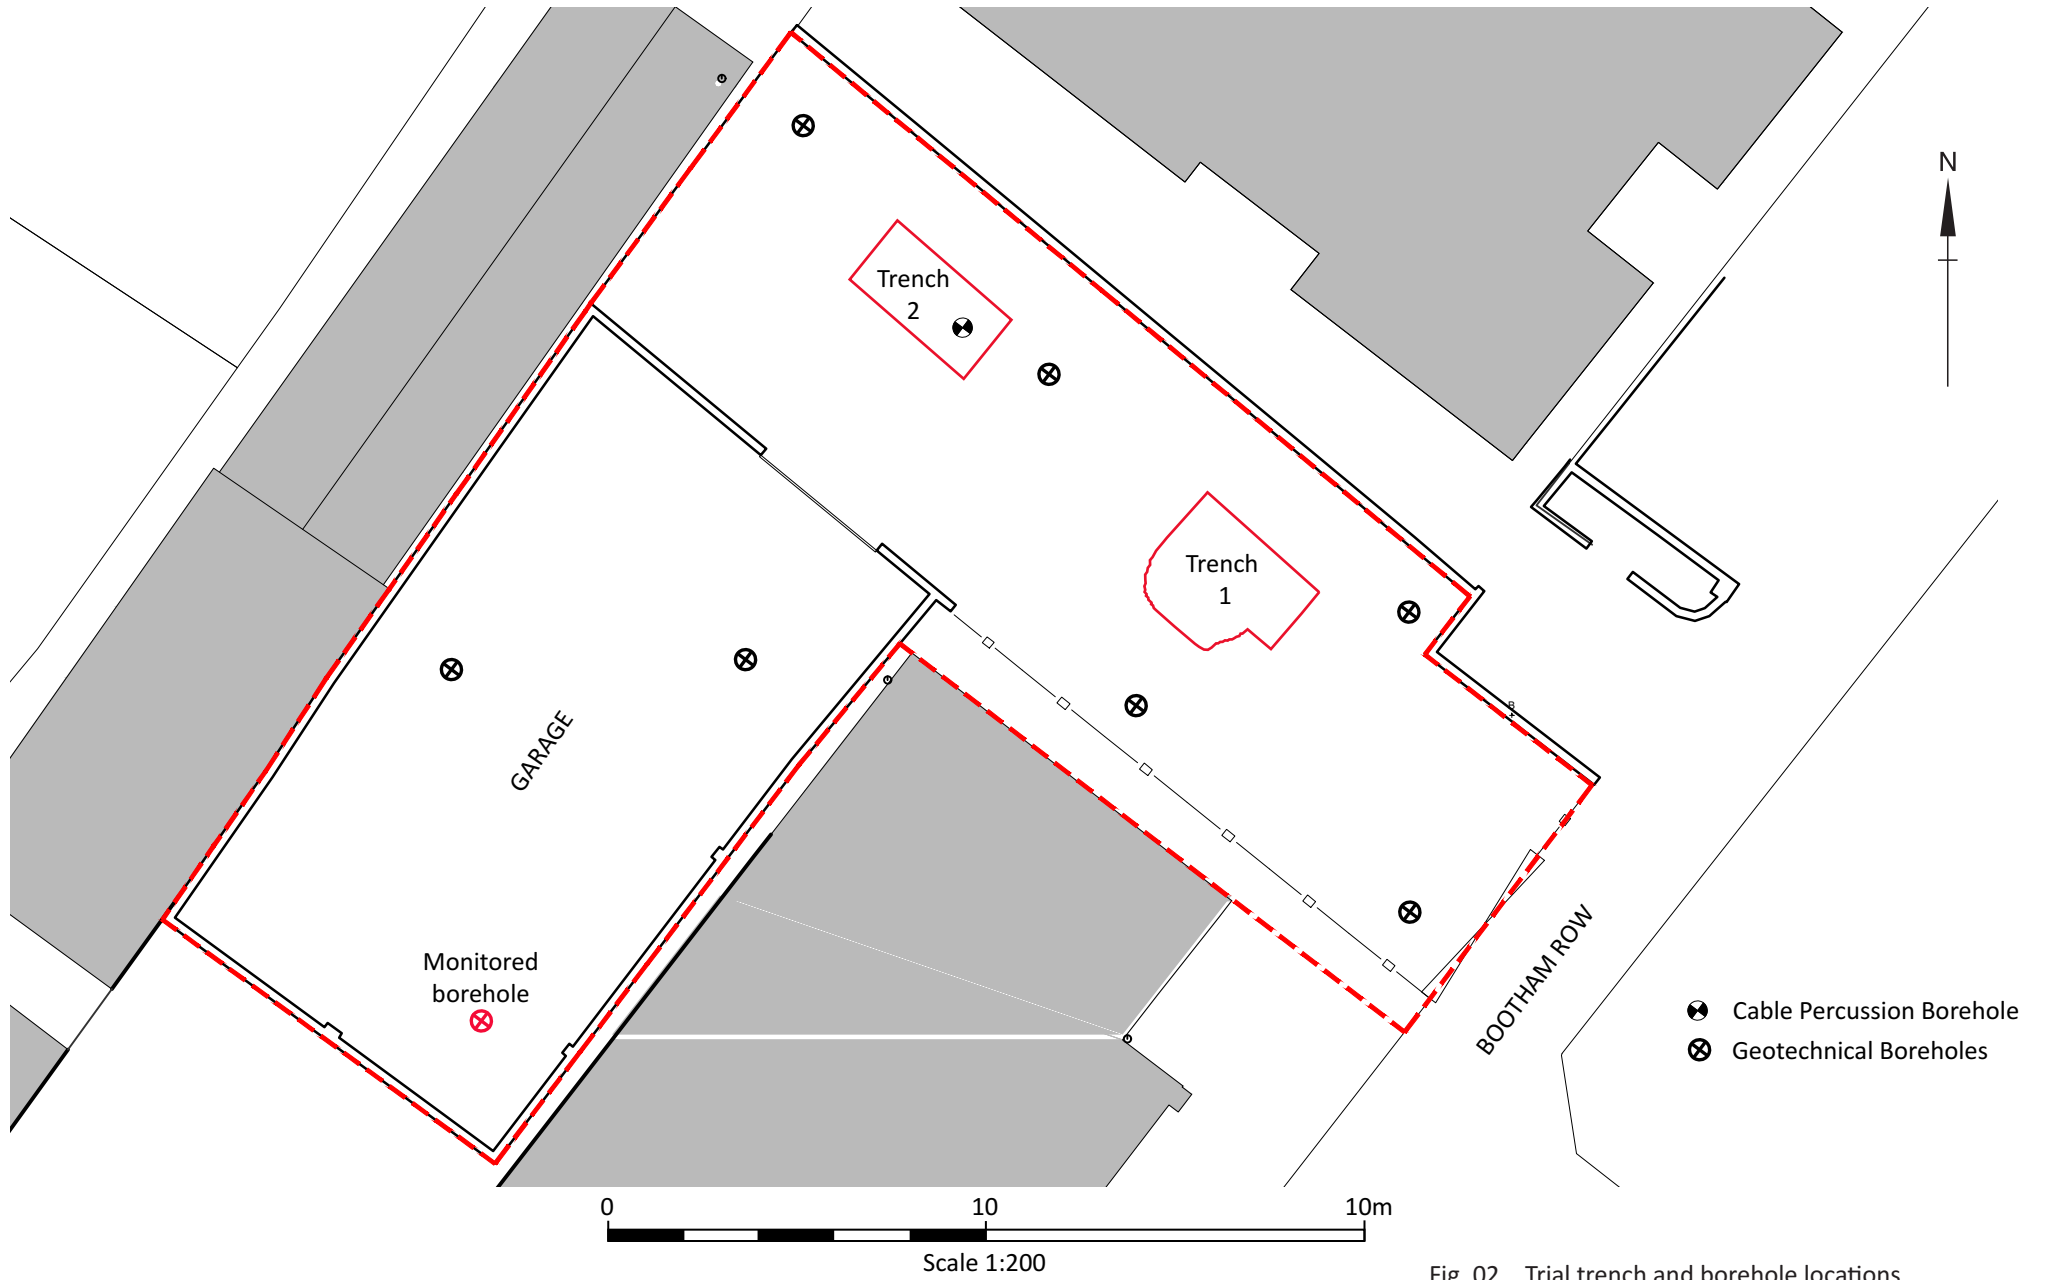 N
Trench
2
Trench
1
B
GARAGE
Monitored
borehole
BOOTHAM ROW
Cable Percussion Borehole
Geotechnical Boreholes
0 10 10m
Scale 1:200
Fig. 02 Trial trench and borehole locations